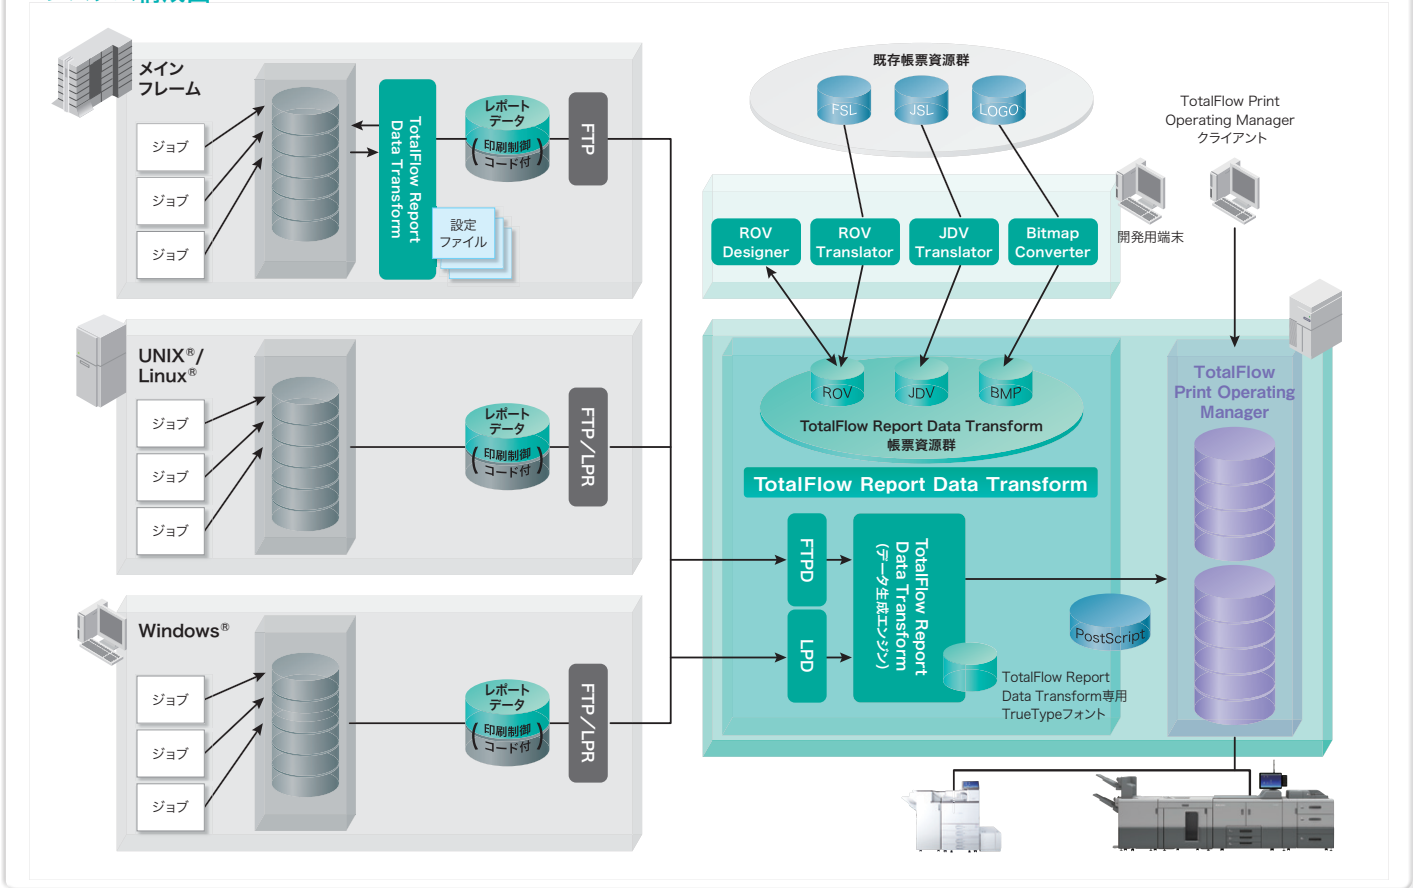 メイン
フレーム
ジョブ
ジョブ
ジョブ
TotalFlow Report
Data Transform
設定
ファイル
レポート
データ
(印刷制御
コード付)
FTP
UNIX®/
Linux®
ジョブ
ジョブ
ジョブ
レポート
データ
(印刷制御
コード付)
FTP/LPR
Windows®
ジョブ
ジョブ
ジョブ
レポート
データ
(印刷制御
コード付)
FTP/LPR
既存帳票資源群
FSL
JSL
LOGO
TotalFlow Print
Operating Manager
クライアント
開発用端末
ROV
Designer
ROV
Translator
JDV
Translator
Bitmap
Converter
ROV
JDV
BMP
TotalFlow Report Data Transform
帳票資源群
TotalFlow Report Data Transform
FTPD
LPD
TotalFlow Report
Data Transform
(データ生成エンジン)
TotalFlow Report
Data Transform専用
TrueTypeフォント
PostScript
TotalFlow
Print Operating
Manager